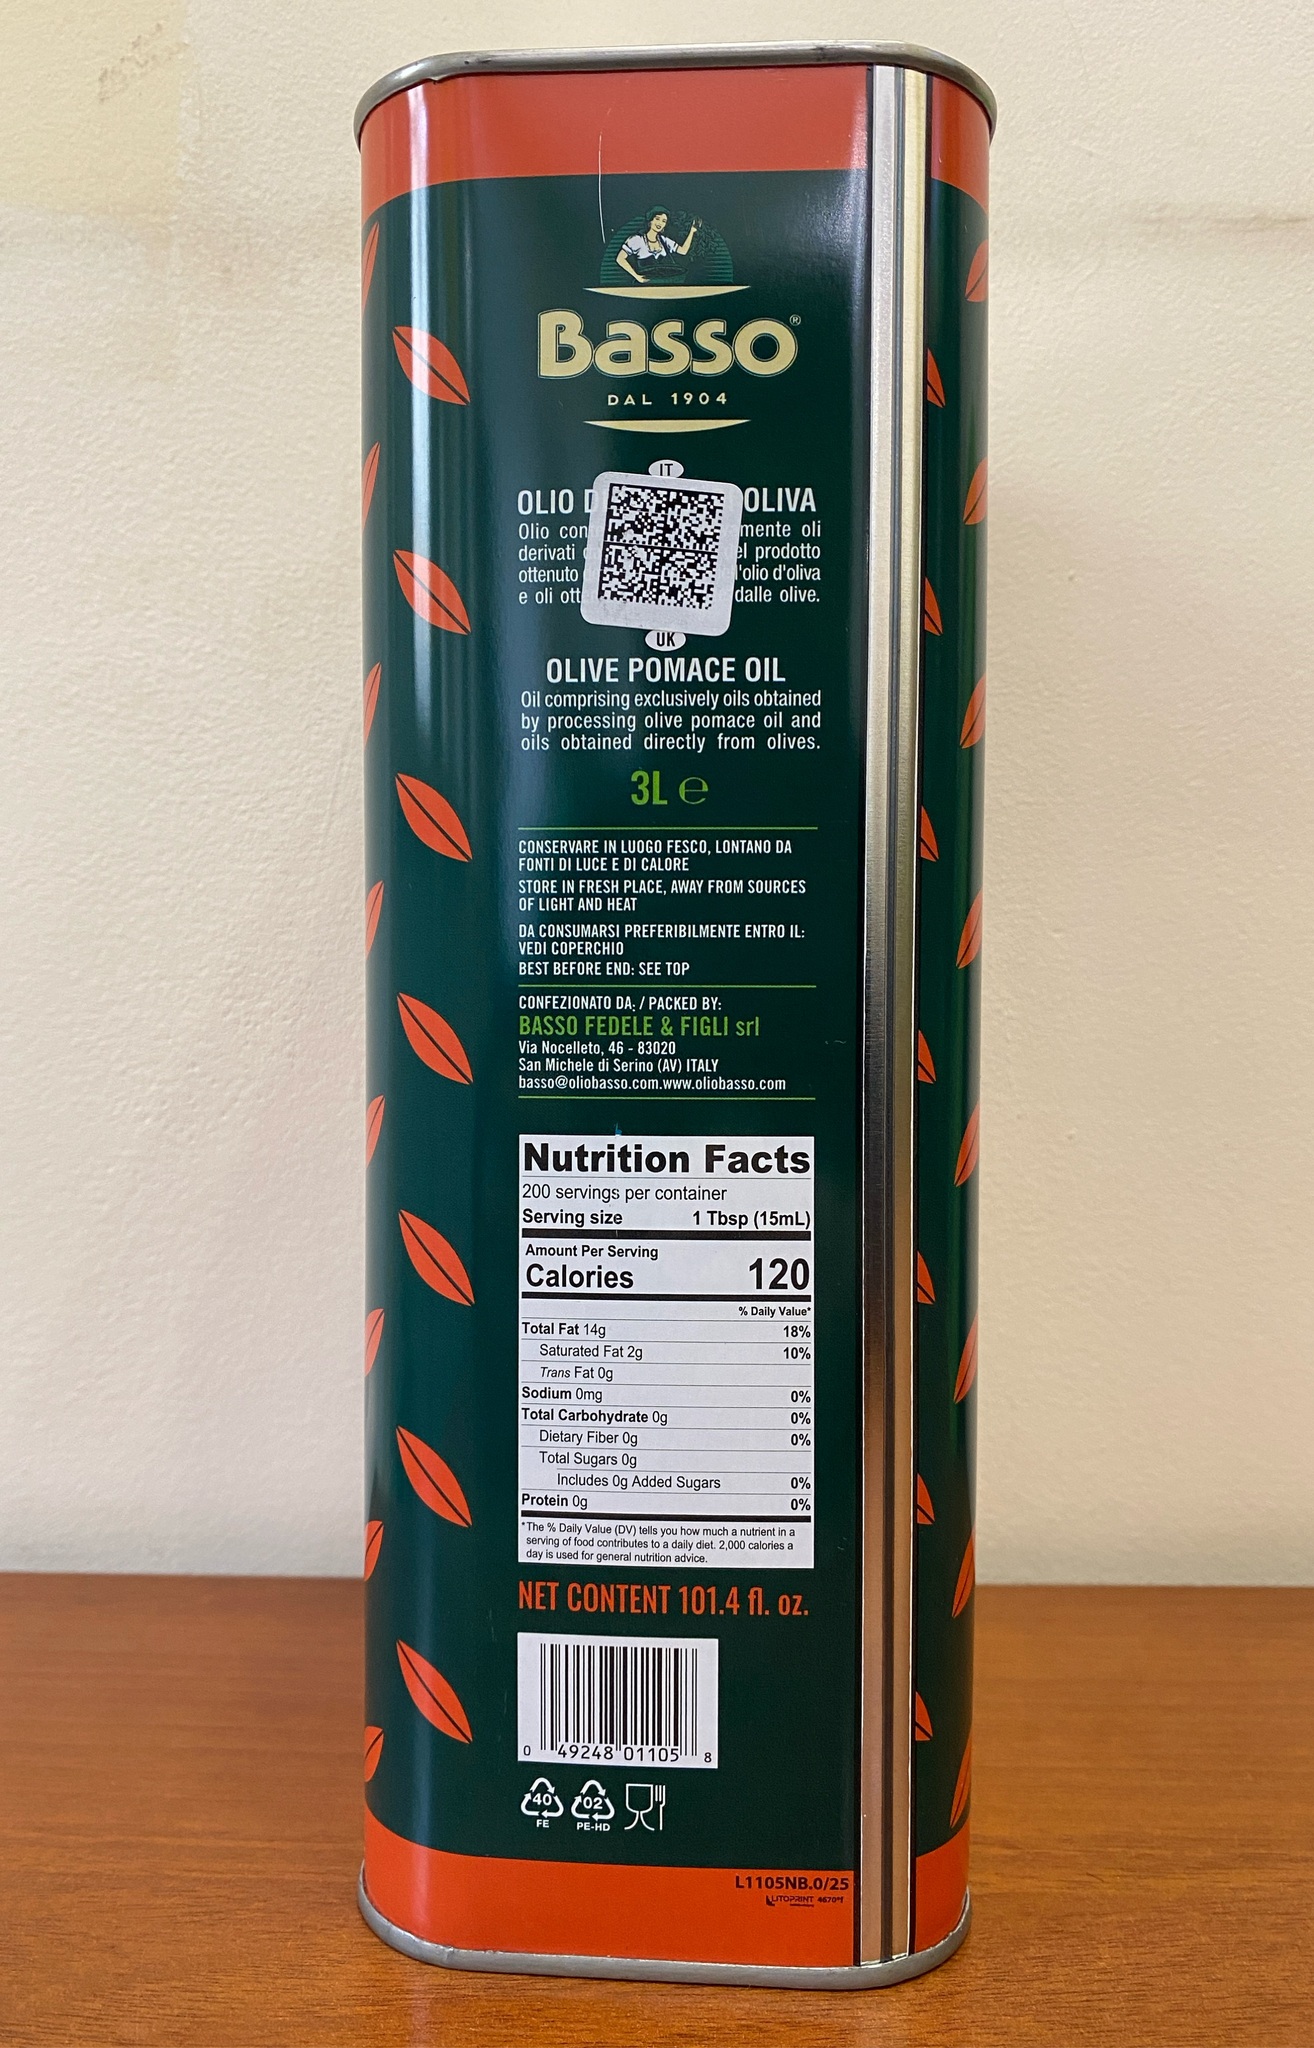 Basso®
DAL 1904
IT
OLIO OLIVA
Olio mente oli
derivati prodotto
ottenuto d'oliva
e oli dalle olive.
UK
OLIVE POMACE OIL
Oil comprising exclusively oils obtained
by processing olive pomace oil and
oils obtained directly from olives.
3L ℮
CONSERVARE IN LUOGO FESCO, LONTANO DA
FONTI DI LUCE E DI CALORE
STORE IN FRESH PLACE, AWAY FROM SOURCES
OF LIGHT AND HEAT
DA CONSUMARSI PREFERIBILMENTE ENTRO IL:
VEDI COPERCHIO
BEST BEFORE END: SEE TOP
CONFEZIONATO DA: / PACKED BY:
BASSO FEDELE & FIGLI srl
Via Nocelleto, 46 - 83020
San Michele di Serino (AV) ITALY
basso@oliobasso.com.www.oliobasso.com
Nutrition Facts
200 servings per container
Serving size 1 Tbsp (15mL)
Amount Per Serving
Calories 120
% Daily Value*
Total Fat 14g 18%
Saturated Fat 2g 10%
Trans Fat 0g
Sodium 0mg 0%
Total Carbohydrate 0g 0%
Dietary Fiber 0g 0%
Total Sugars 0g
Includes 0g Added Sugars 0%
Protein 0g 0%
*The % Daily Value (DV) tells you how much a nutrient in a
serving of food contributes to a daily diet. 2,000 calories a
day is used for general nutrition advice.
NET CONTENT 101.4 fl. oz.
0 49248 01105 8
40 02
FE PE-HD
L1105NB.0/25
LITOPRINT